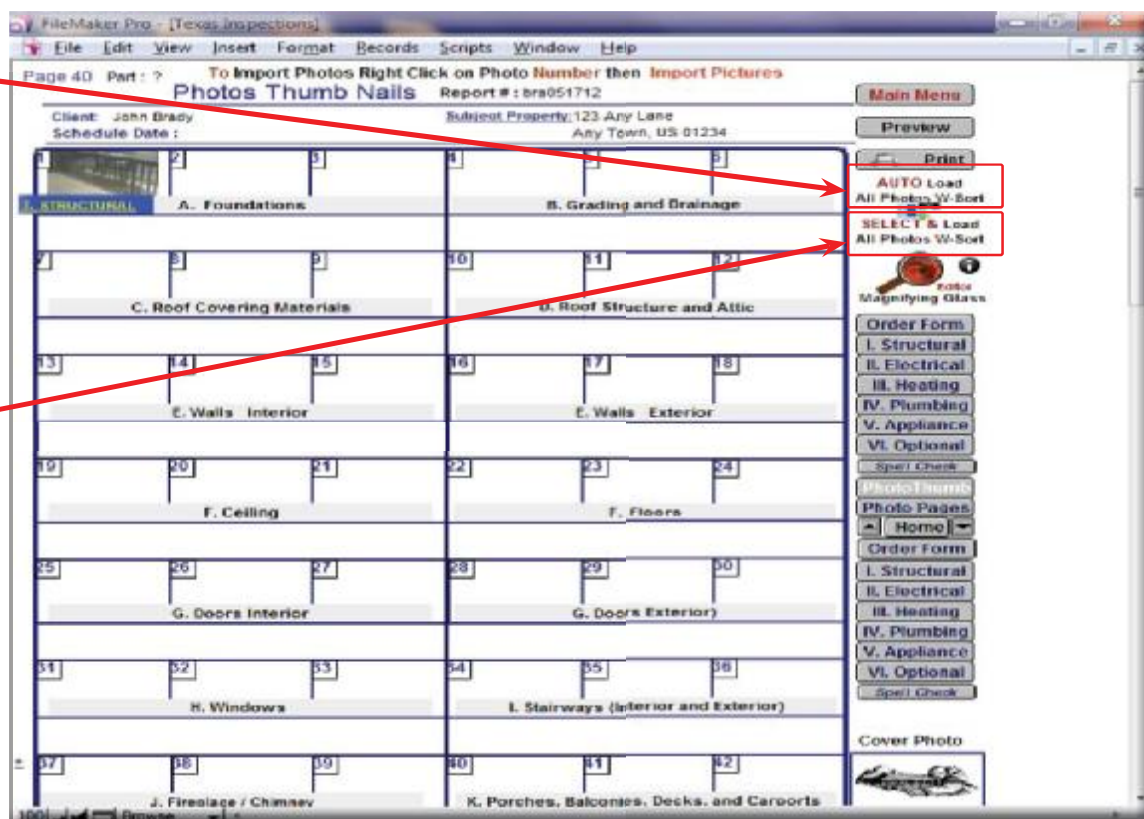 FileMaker Pro - [Texas Inspections]
File Edit View Insert Format Records Scripts Window Help
Page 40 Part : ? To Import Photos Right Click on Photo Number then Import Pictures
Photos Thumb Nails Report # : bra051712
Client: John Brady Subject Property: 123 Any Lane
Schedule Date : Any Town, US 01234
Main Menu
Preview
Print
AUTO Load
All Photos W-Sort
SELECT & Load
All Photos W-Sort
Editor
Magnifying Glass
1 2 3 4 5 6
I. STRUCTURAL A. Foundations B. Grading and Drainage
7 8 9 10 11 12
C. Roof Covering Materials D. Roof Structure and Attic
13 14 15 16 17 18
E. Walls Interior E. Walls Exterior
19 20 21 22 23 24
F. Ceiling F. Floors
25 26 27 28 29 30
G. Doors Interior G. Doors Exterior)
31 32 33 34 35 36
H. Windows I. Stairways (Interior and Exterior)
37 38 39 40 41 42
J. Fireplace / Chimney K. Porches, Balconies, Decks, and Carports
Order Form
I. Structural
II. Electrical
III. Heating
IV. Plumbing
V. Appliance
VI. Optional
Spell Check
PhotoThumb
Photo Pages
Home
Order Form
I. Structural
II. Electrical
III. Heating
IV. Plumbing
V. Appliance
VI. Optional
Spell Check
Cover Photo
100 Browse